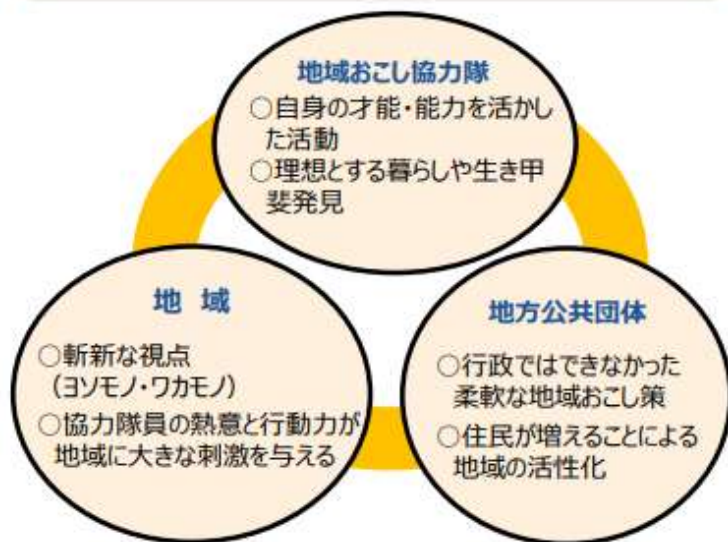 地域おこし協力隊
○自身の才能・能力を活かし
た活動
○理想とする暮らしや生き甲
斐発見
地 域
○斬新な視点
(ヨソモノ・ワカモノ)
○協力隊員の熱意と行動力が
地域に大きな刺激を与える
地方公共団体
○行政ではできなかった
柔軟な地域おこし策
○住民が増えることによる
地域の活性化